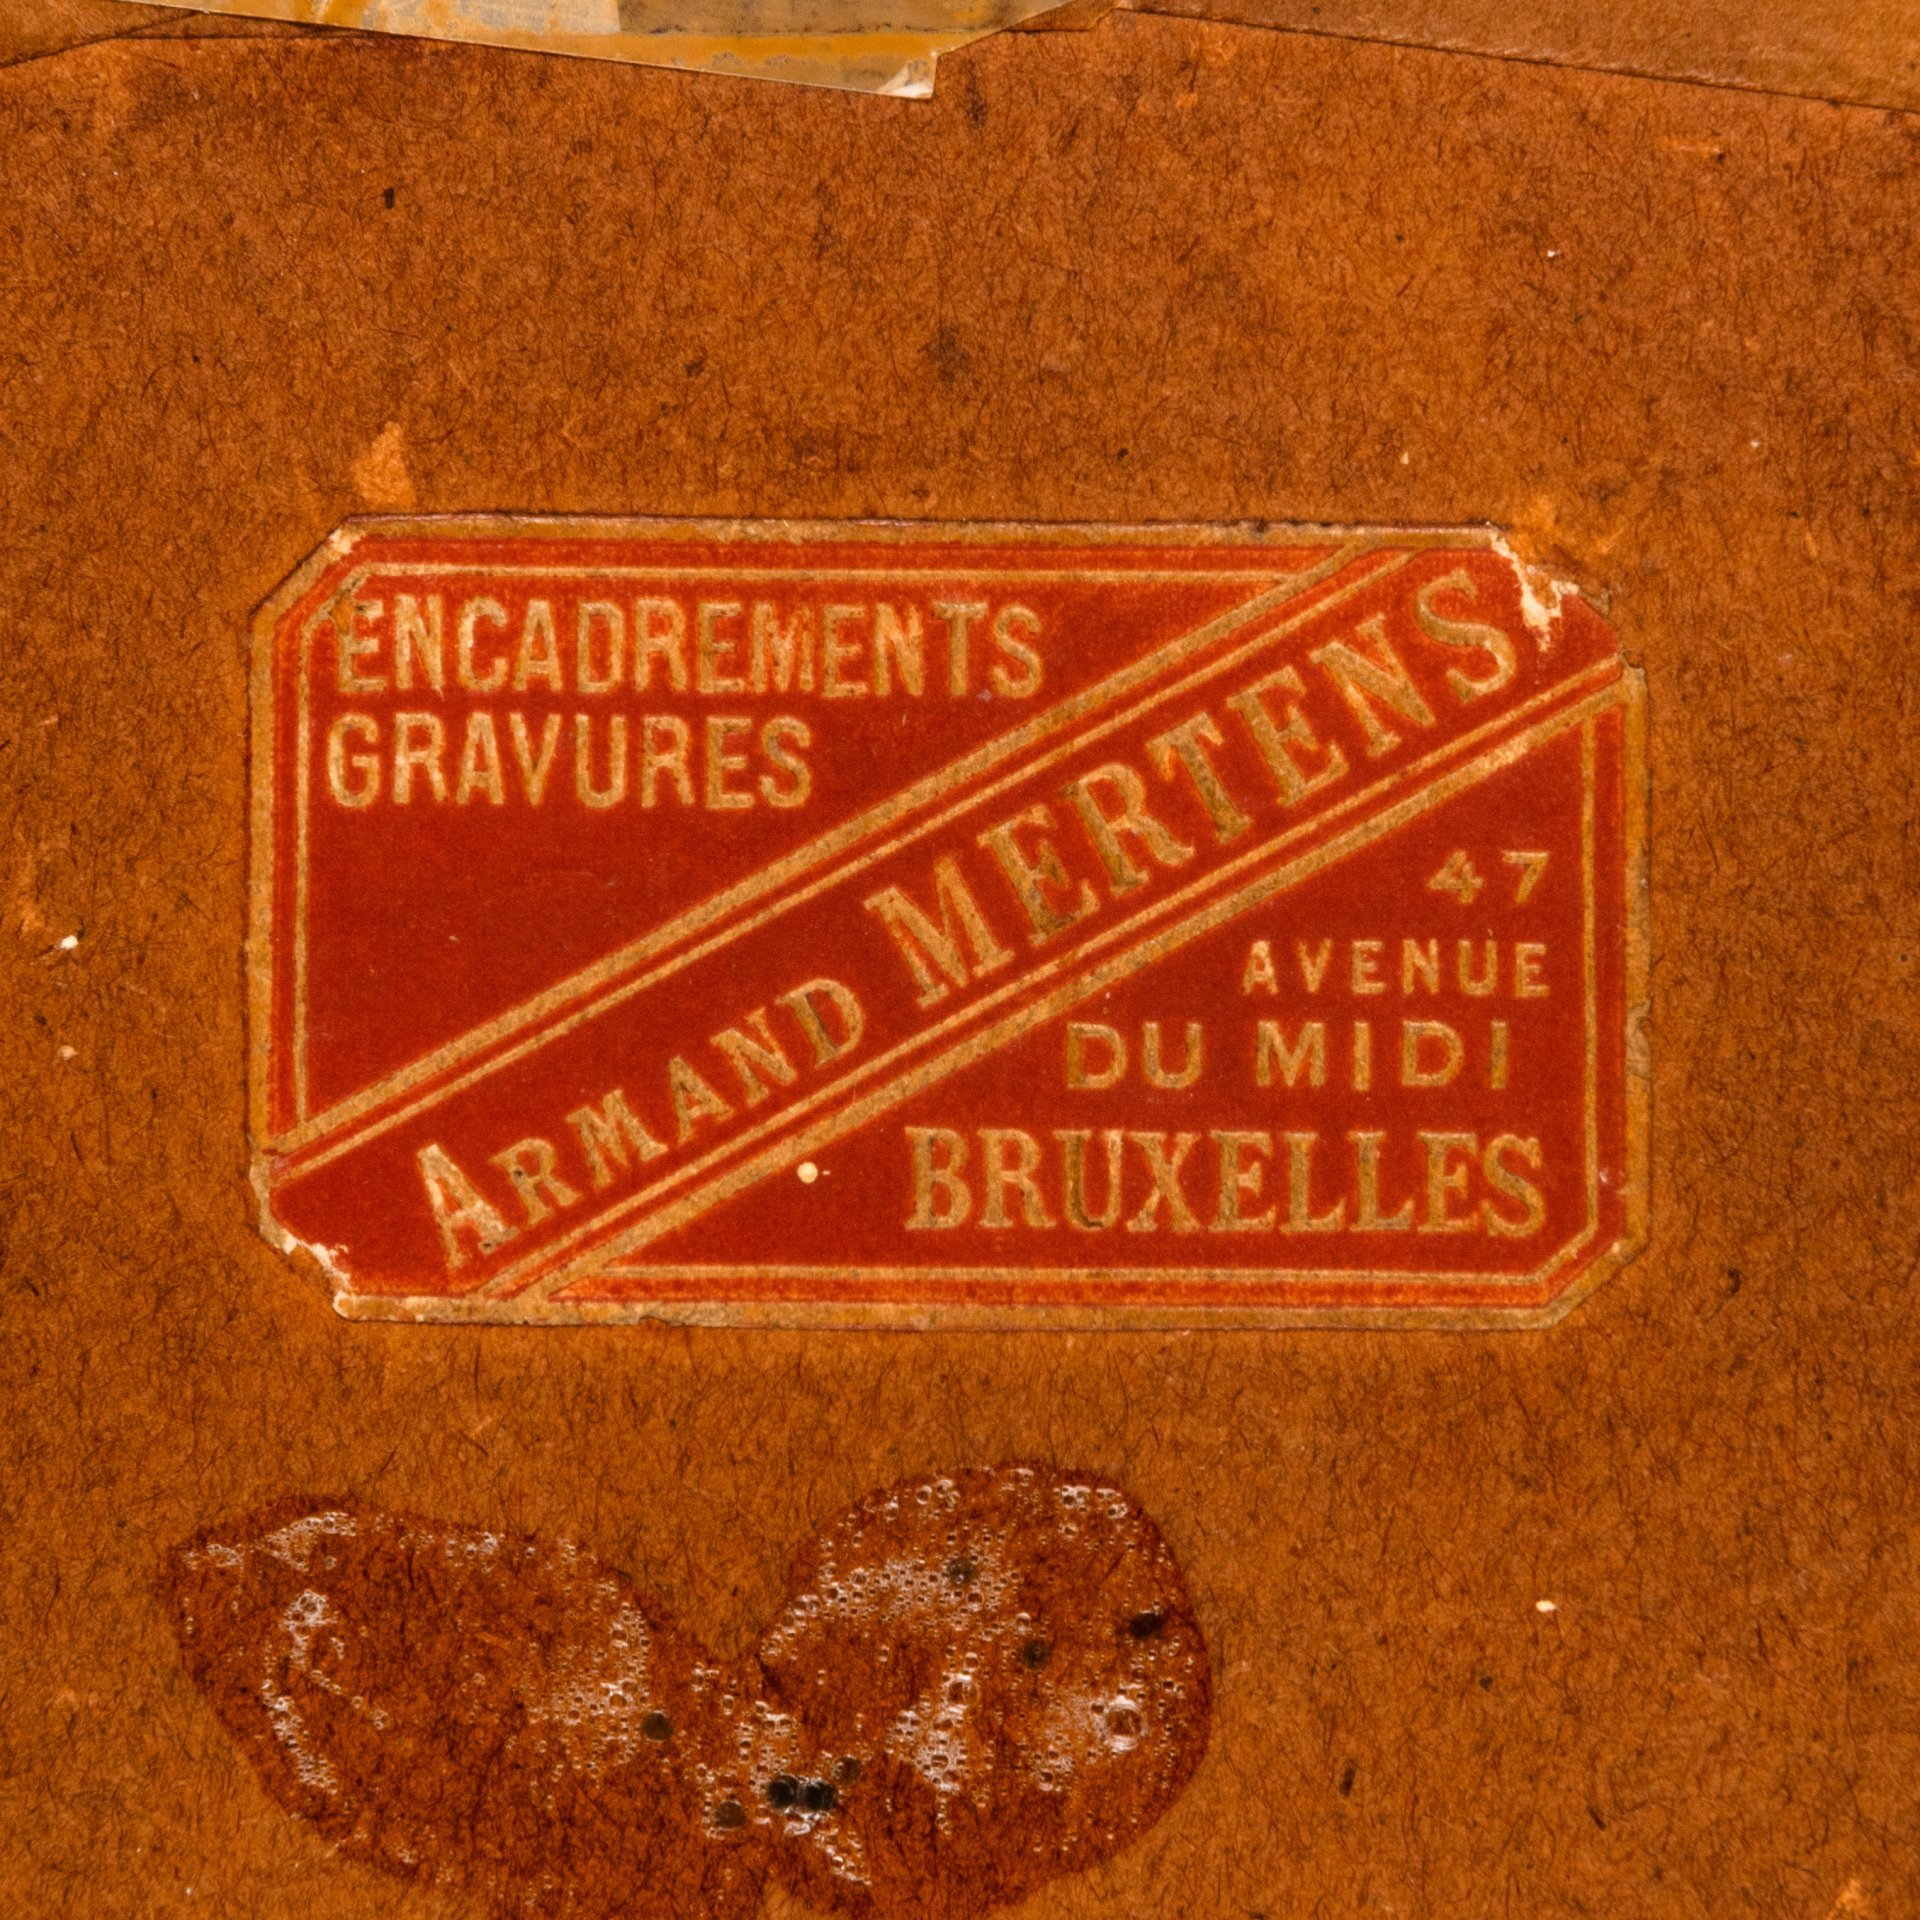 ENCADREMENTS
GRAVURES
ARMAND MERTENS
47
AVENUE
DU MIDI
BRUXELLES